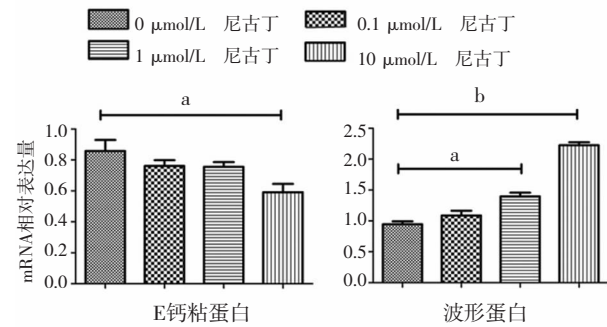 0 μmol/L 尼古丁
0.1 μmol/L 尼古丁
1 μmol/L 尼古丁
10 μmol/L 尼古丁
mRNA相对表达量
a
1.0
0.8
0.6
0.4
0.2
0.0
E钙粘蛋白
b
a
2.5
2.0
1.5
1.0
0.5
0.0
波形蛋白